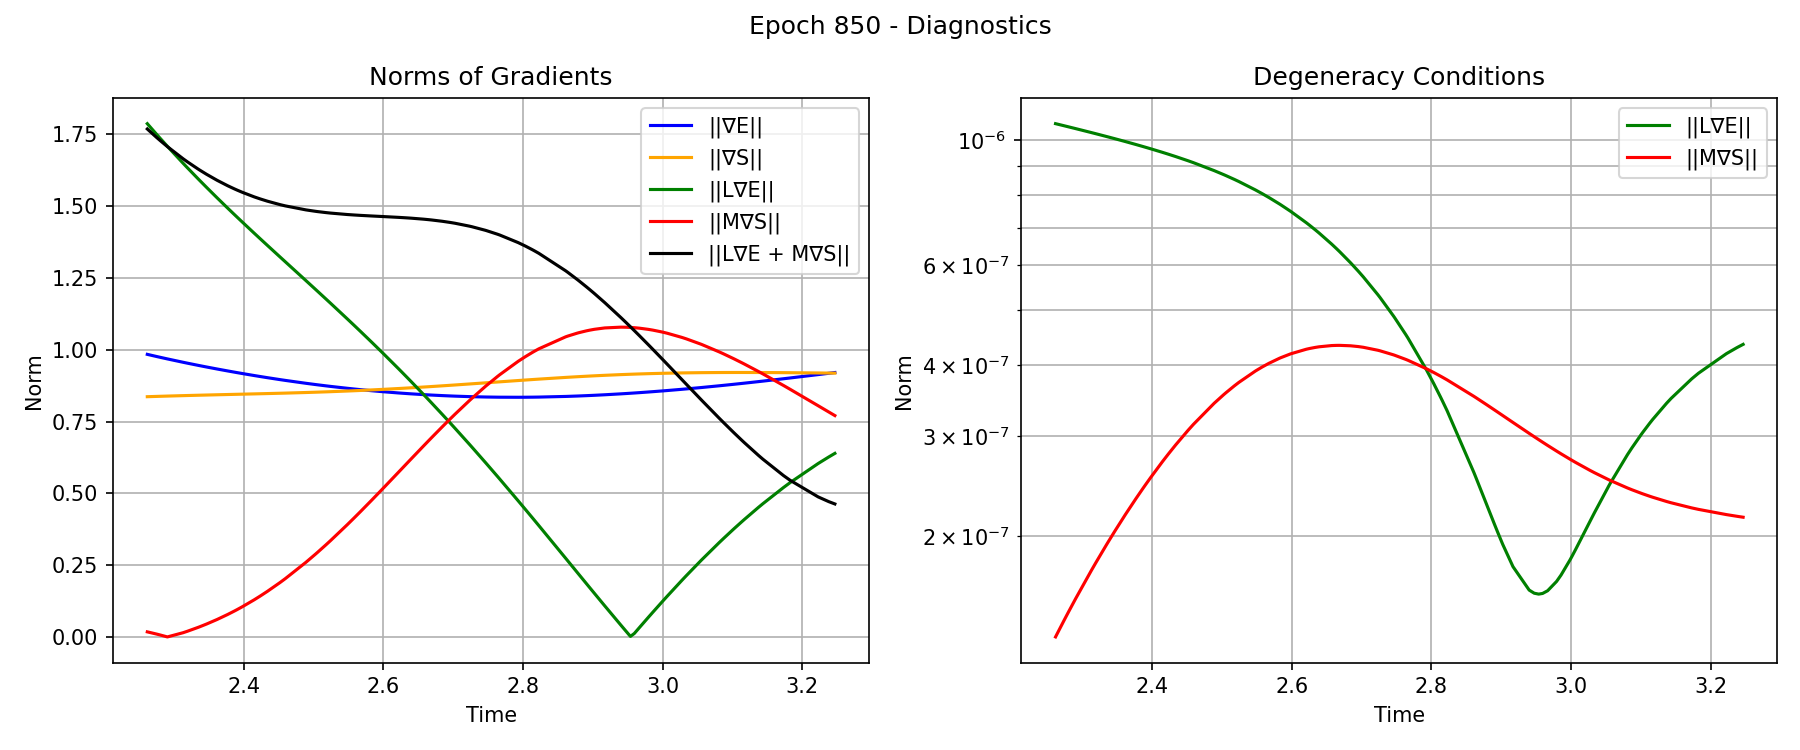 Epoch 850 - Diagnostics
Norms of Gradients
Norm
1.75
1.50
1.25
1.00
0.75
0.50
0.25
0.00
||∇E||
||∇S||
||L∇E||
||M∇S||
||L∇E + M∇S||
2.4 2.6 2.8 3.0 3.2
Time
Degeneracy Conditions
Norm
10⁻⁶
6 × 10⁻⁷
4 × 10⁻⁷
3 × 10⁻⁷
2 × 10⁻⁷
||L∇E||
||M∇S||
2.4 2.6 2.8 3.0 3.2
Time